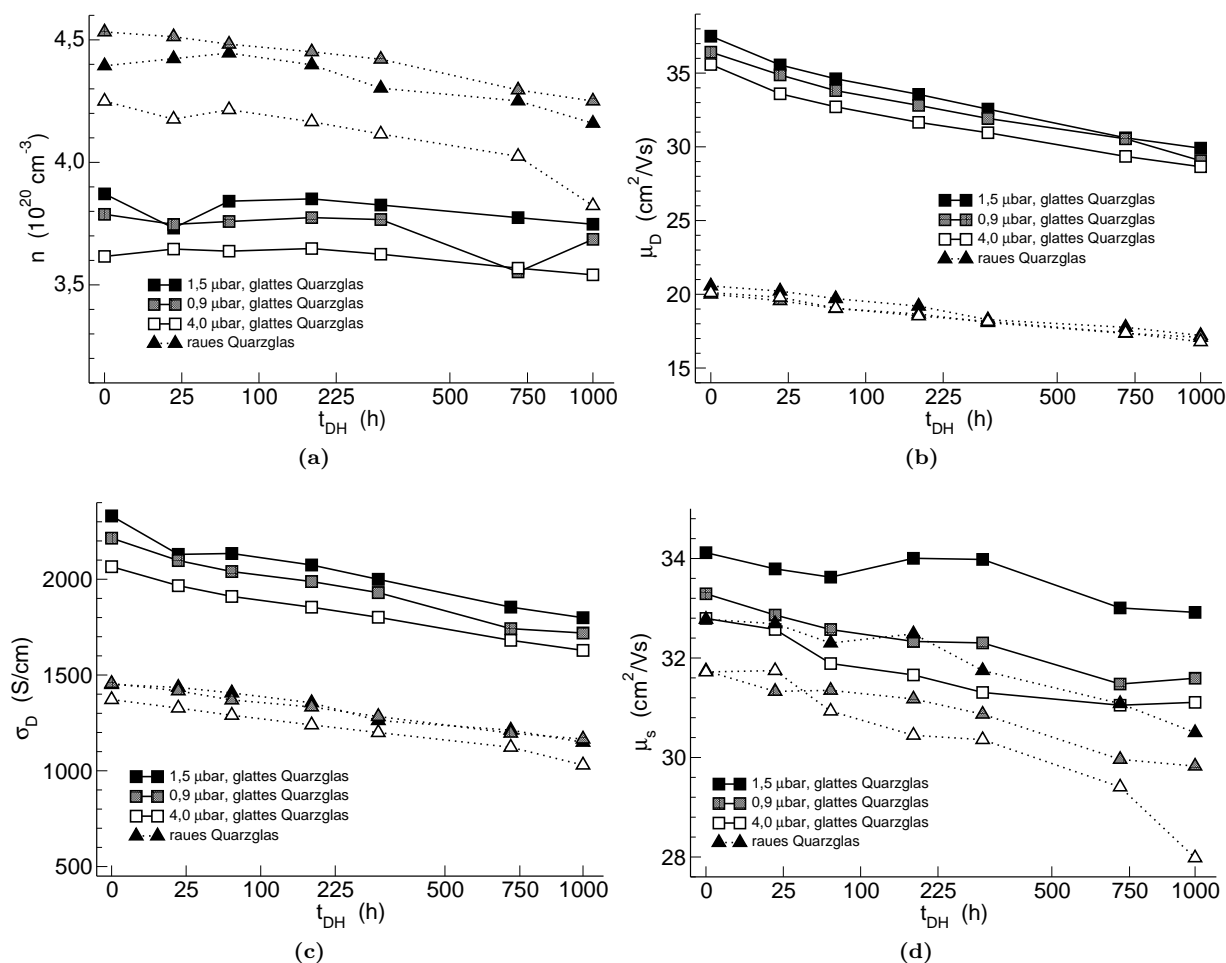 4,5
4,0
3,5
n (10^20 cm^-3)
1,5 µbar, glattes Quarzglas
0,9 µbar, glattes Quarzglas
4,0 µbar, glattes Quarzglas
raues Quarzglas
0 25 100 225 500 750 1000
t_DH (h)
(a)
35
30
25
20
15
µ_D (cm^2/Vs)
1,5 µbar, glattes Quarzglas
0,9 µbar, glattes Quarzglas
4,0 µbar, glattes Quarzglas
raues Quarzglas
0 25 100 225 500 750 1000
t_DH (h)
(b)
2000
1500
1000
500
σ_D (S/cm)
1,5 µbar, glattes Quarzglas
0,9 µbar, glattes Quarzglas
4,0 µbar, glattes Quarzglas
raues Quarzglas
0 25 100 225 500 750 1000
t_DH (h)
(c)
34
32
30
28
µ_s (cm^2/Vs)
1,5 µbar, glattes Quarzglas
0,9 µbar, glattes Quarzglas
4,0 µbar, glattes Quarzglas
raues Quarzglas
0 25 100 225 500 750 1000
t_DH (h)
(d)